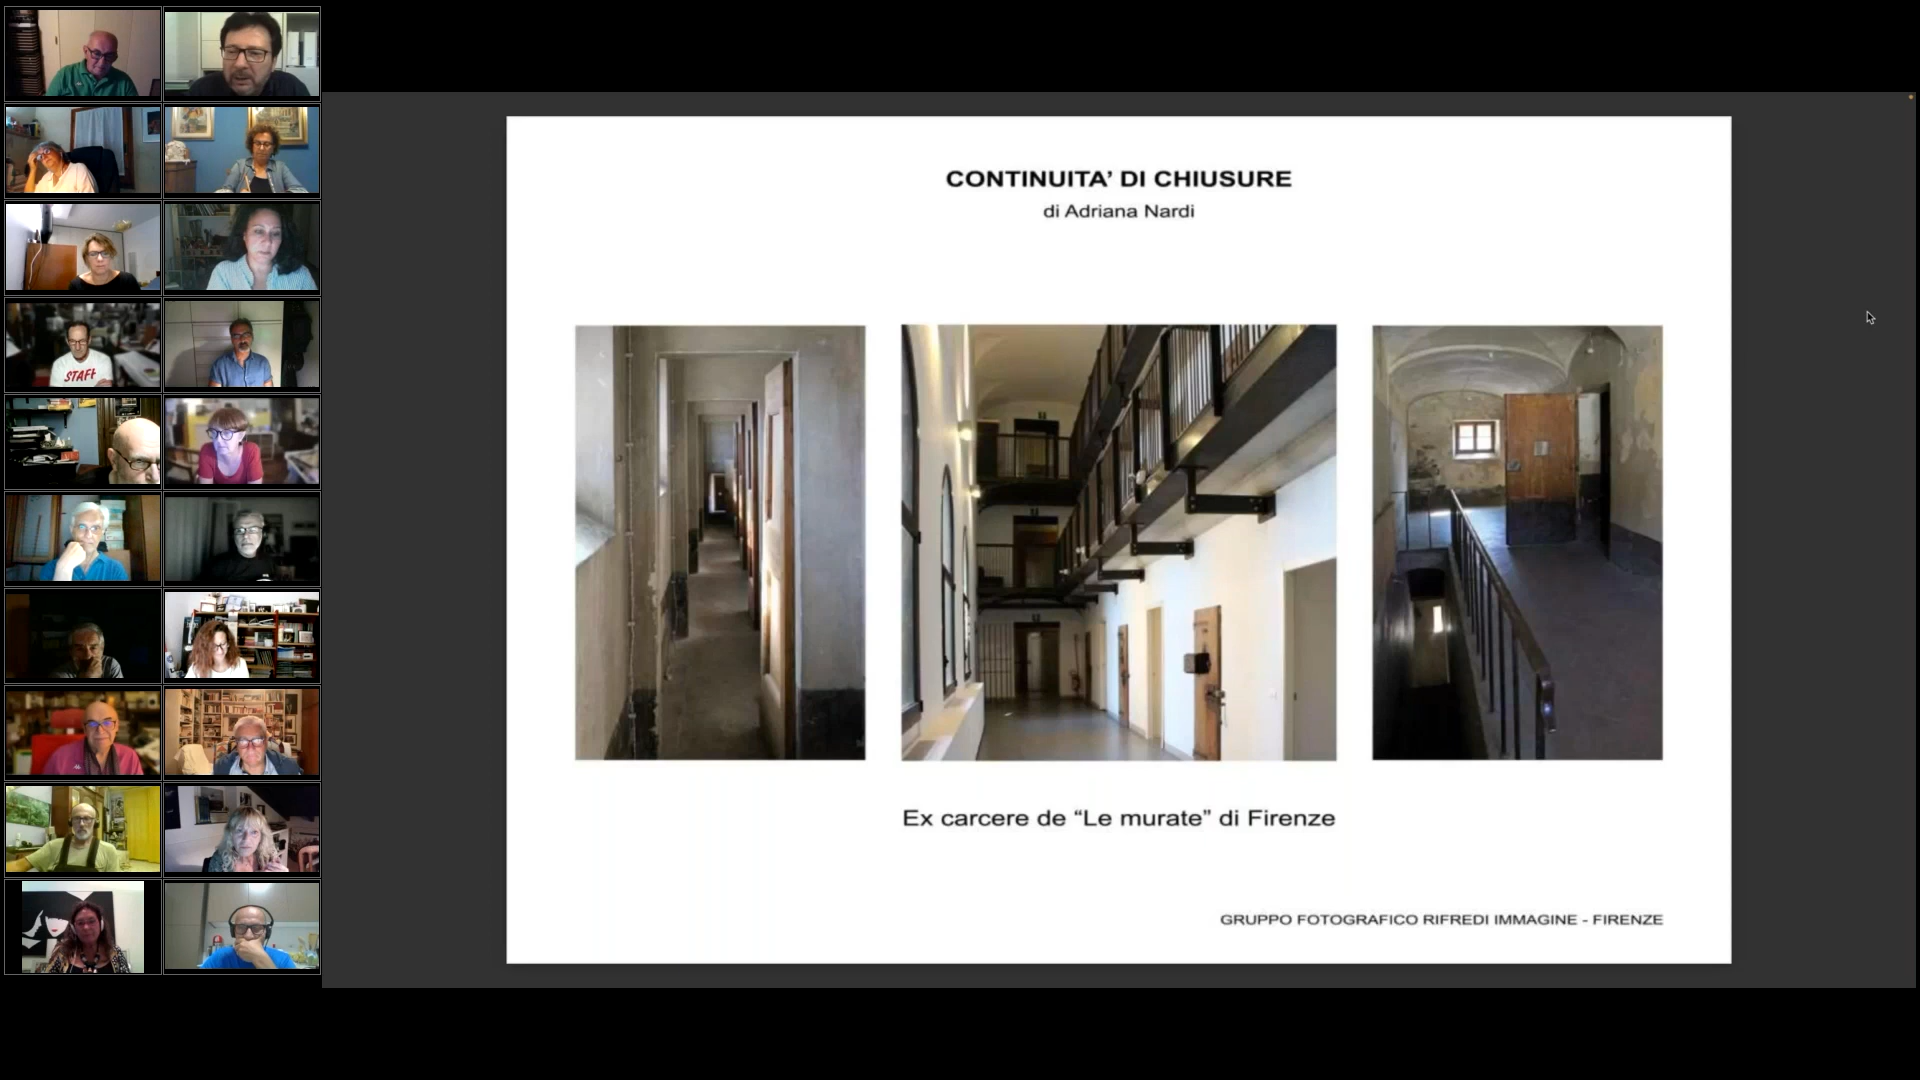 CONTINUITA' DI CHIUSURE
di Adriana Nardi
Ex carcere de “Le murate” di Firenze
GRUPPO FOTOGRAFICO RIFREDI IMMAGINE - FIRENZE
STAFF